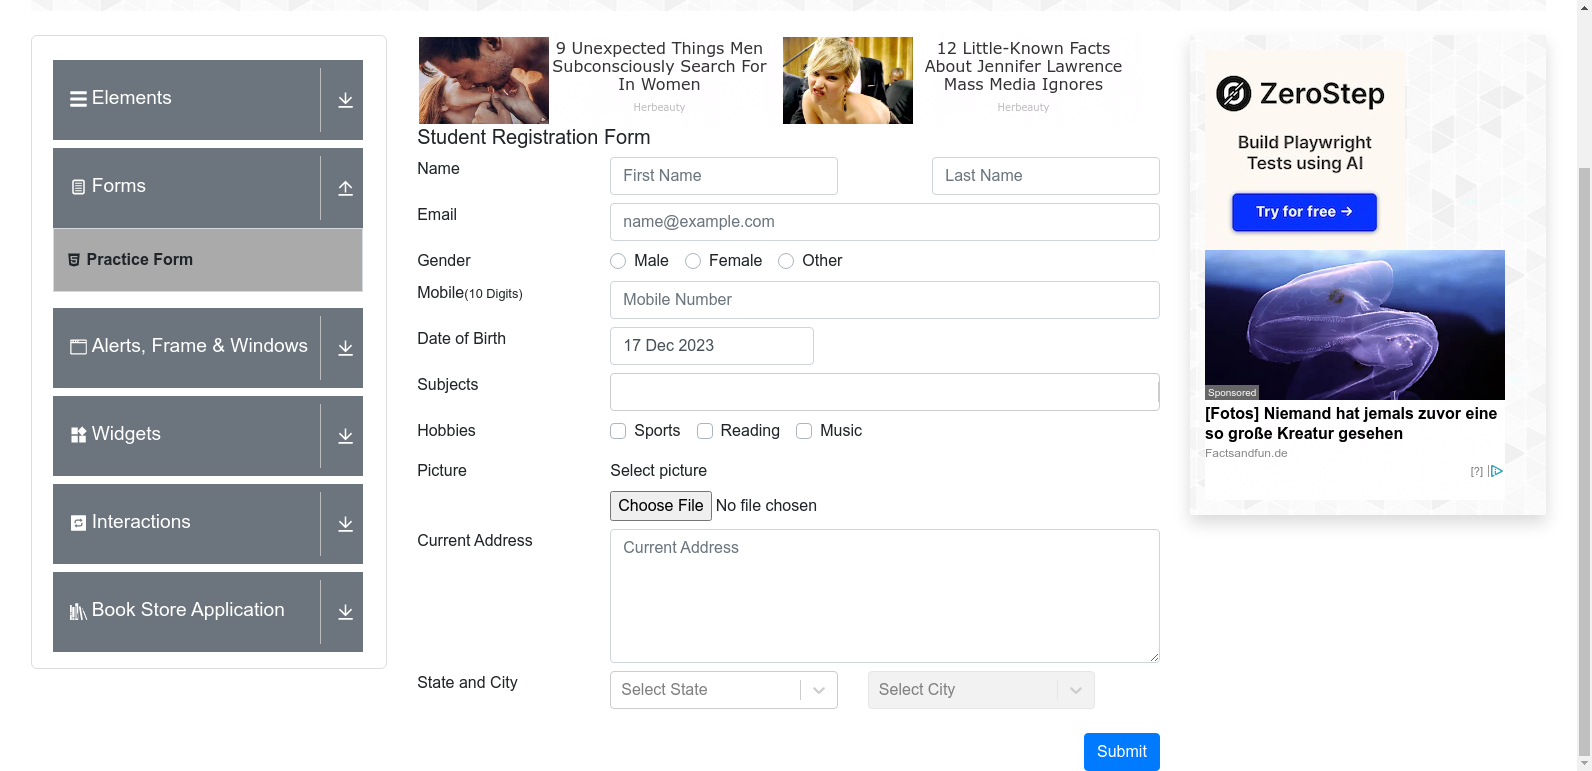 Elements
Forms
Practice Form
Alerts, Frame & Windows
Widgets
Interactions
Book Store Application
9 Unexpected Things Men
Subconsciously Search For
In Women
Herbeauty
12 Little-Known Facts
About Jennifer Lawrence
Mass Media Ignores
Herbeauty
Student Registration Form
Name
First Name
Last Name
Email
name@example.com
Gender
Male
Female
Other
Mobile(10 Digits)
Mobile Number
Date of Birth
17 Dec 2023
Subjects
Hobbies
Sports
Reading
Music
Picture
Select picture
Choose File No file chosen
Current Address
Current Address
State and City
Select State
Select City
Submit
ZeroStep
Build Playwright
Tests using AI
Try for free →
Sponsored
[Fotos] Niemand hat jemals zuvor eine
so große Kreatur gesehen
Factsandfun.de
[?]